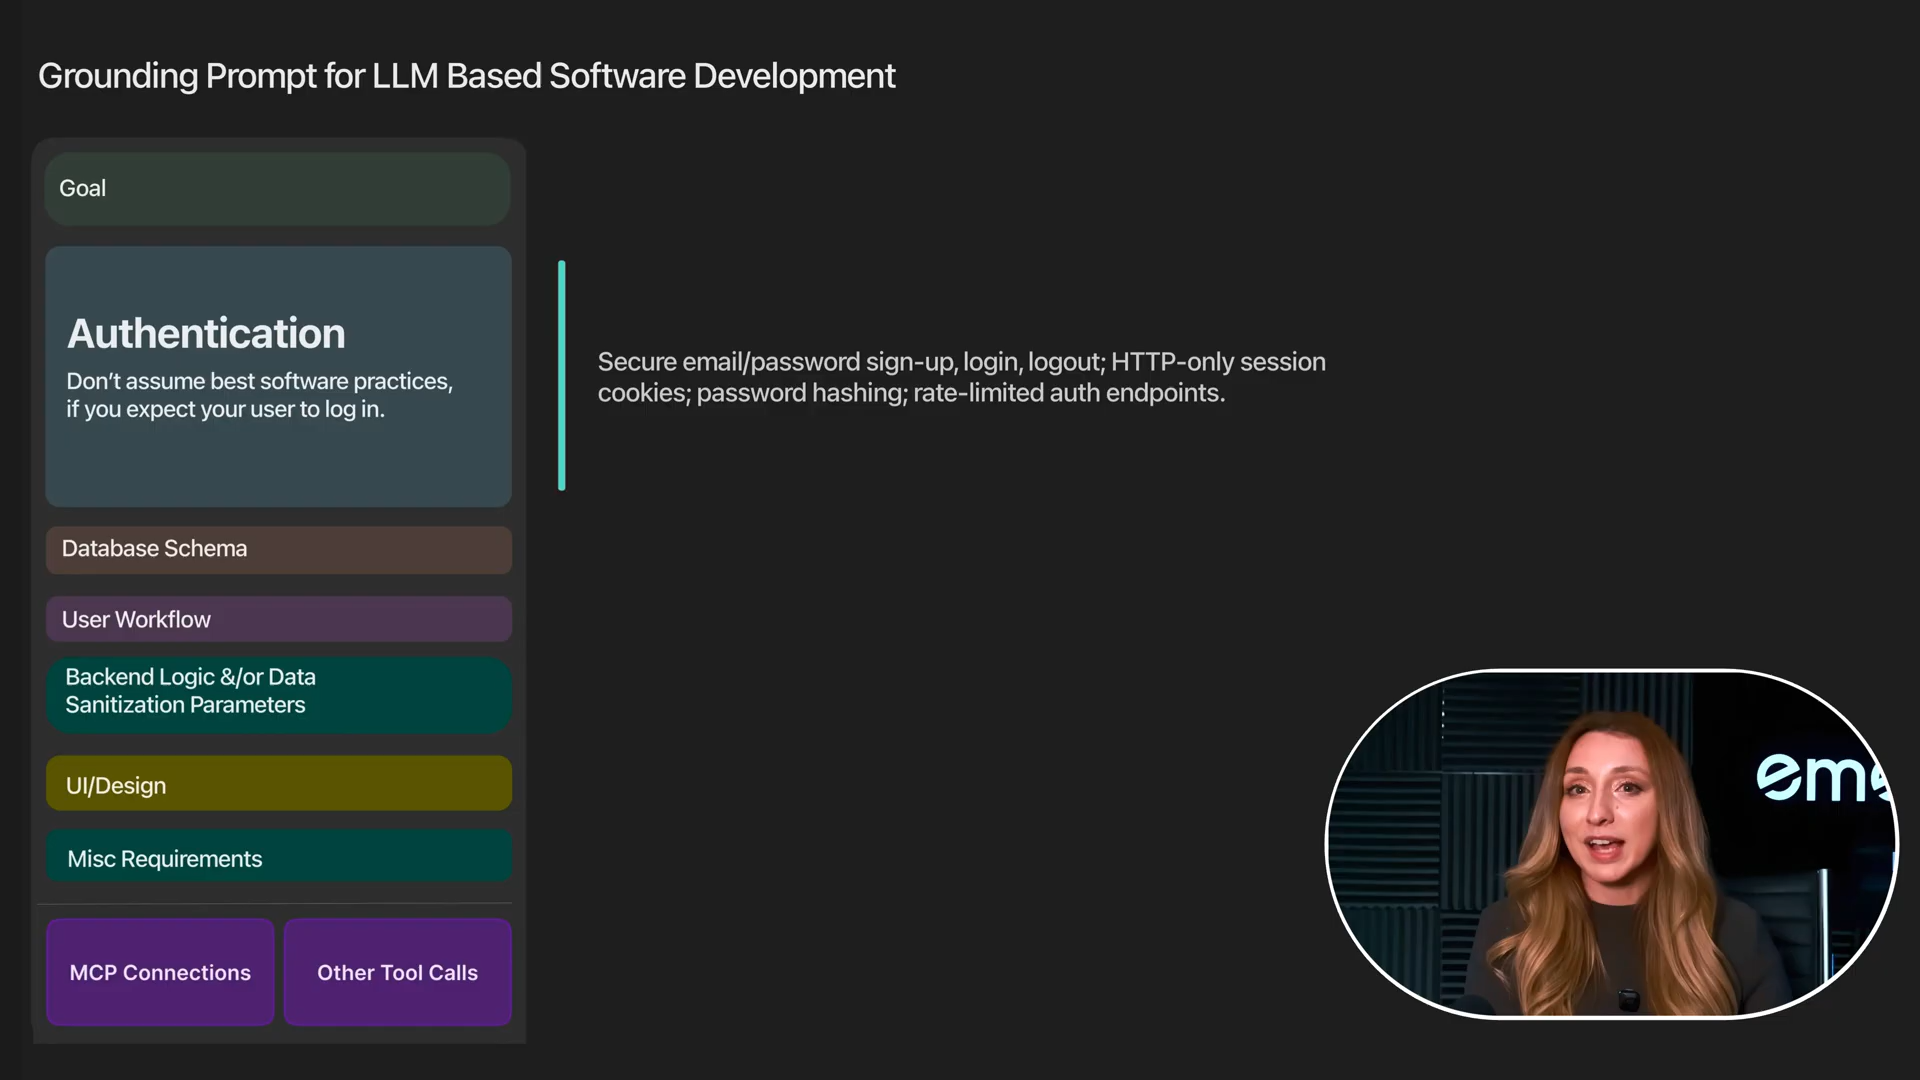 Grounding Prompt for LLM Based Software Development
Goal
Authentication
Don’t assume best software practices,
if you expect your user to log in.
Secure email/password sign-up, login, logout; HTTP-only session
cookies; password hashing; rate-limited auth endpoints.
Database Schema
User Workflow
Backend Logic &/or Data
Sanitization Parameters
UI/Design
Misc Requirements
MCP Connections
Other Tool Calls